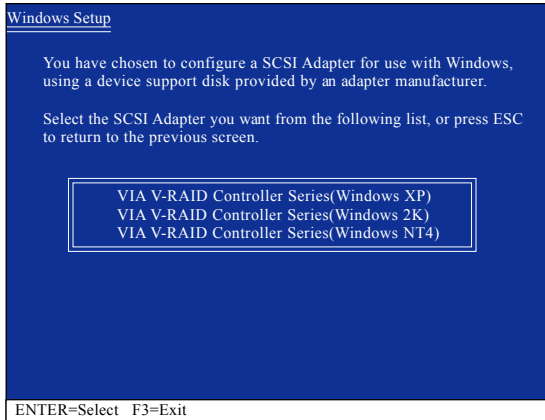 Windows Setup
You have chosen to configure a SCSI Adapter for use with Windows,
using a device support disk provided by an adapter manufacturer.
Select the SCSI Adapter you want from the following list, or press ESC
to return to the previous screen.
VIA V-RAID Controller Series(Windows XP)
VIA V-RAID Controller Series(Windows 2K)
VIA V-RAID Controller Series(Windows NT4)
ENTER=Select F3=Exit